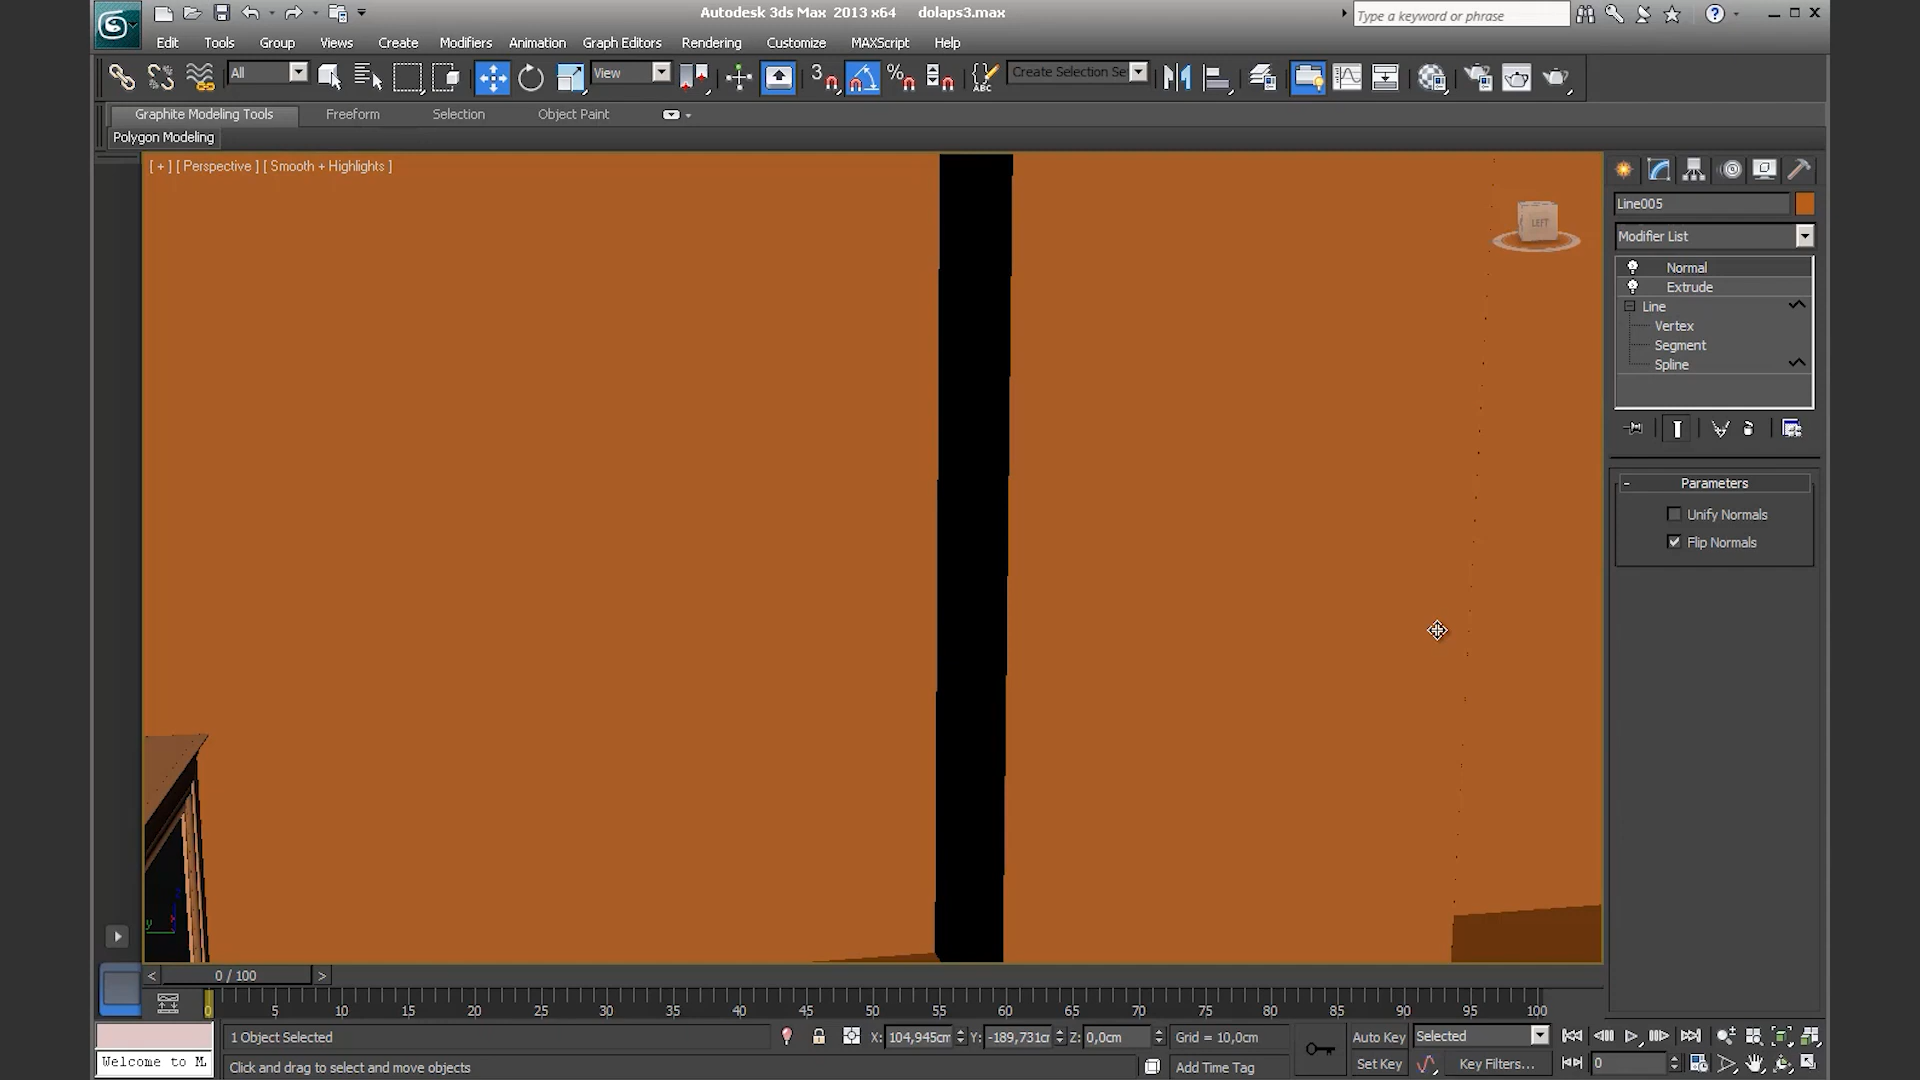 Autodesk 3ds Max 2013 x64 dolaps3.max
Type a keyword or phrase
Edit Tools Group Views Create Modifiers Animation Graph Editors Rendering Customize MAXScript Help
All View Create Selection Se
Graphite Modeling Tools Freeform Selection Object Paint
Polygon Modeling
[ + ] [ Perspective ] [ Smooth + Highlights ]
LEFT
Line005
Modifier List
Normal
Extrude
Line
Vertex
Segment
Spline
Parameters
Unify Normals
Flip Normals
y x
< 0 / 100 >
0 5 10 15 20 25 30 35 40 45 50 55 60 65 70 75 80 85 90 95 100
1 Object Selected X: 104,945cm Y: -189,731cr Z: 0,0cm Grid = 10,0cm Auto Key Selected
Welcome to M. Click and drag to select and move objects Add Time Tag Set Key Key Filters... 0